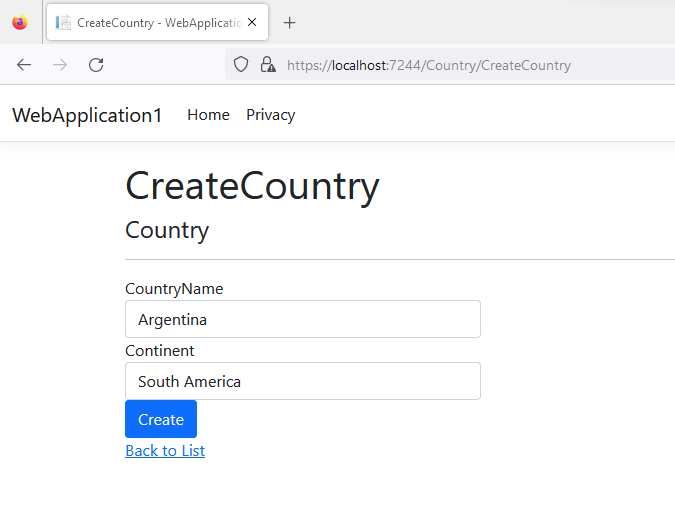 CreateCountry - WebApplicatio
https://localhost:7244/Country/CreateCountry
WebApplication1 Home Privacy
CreateCountry
Country
CountryName
Argentina
Continent
South America
Create
Back to List